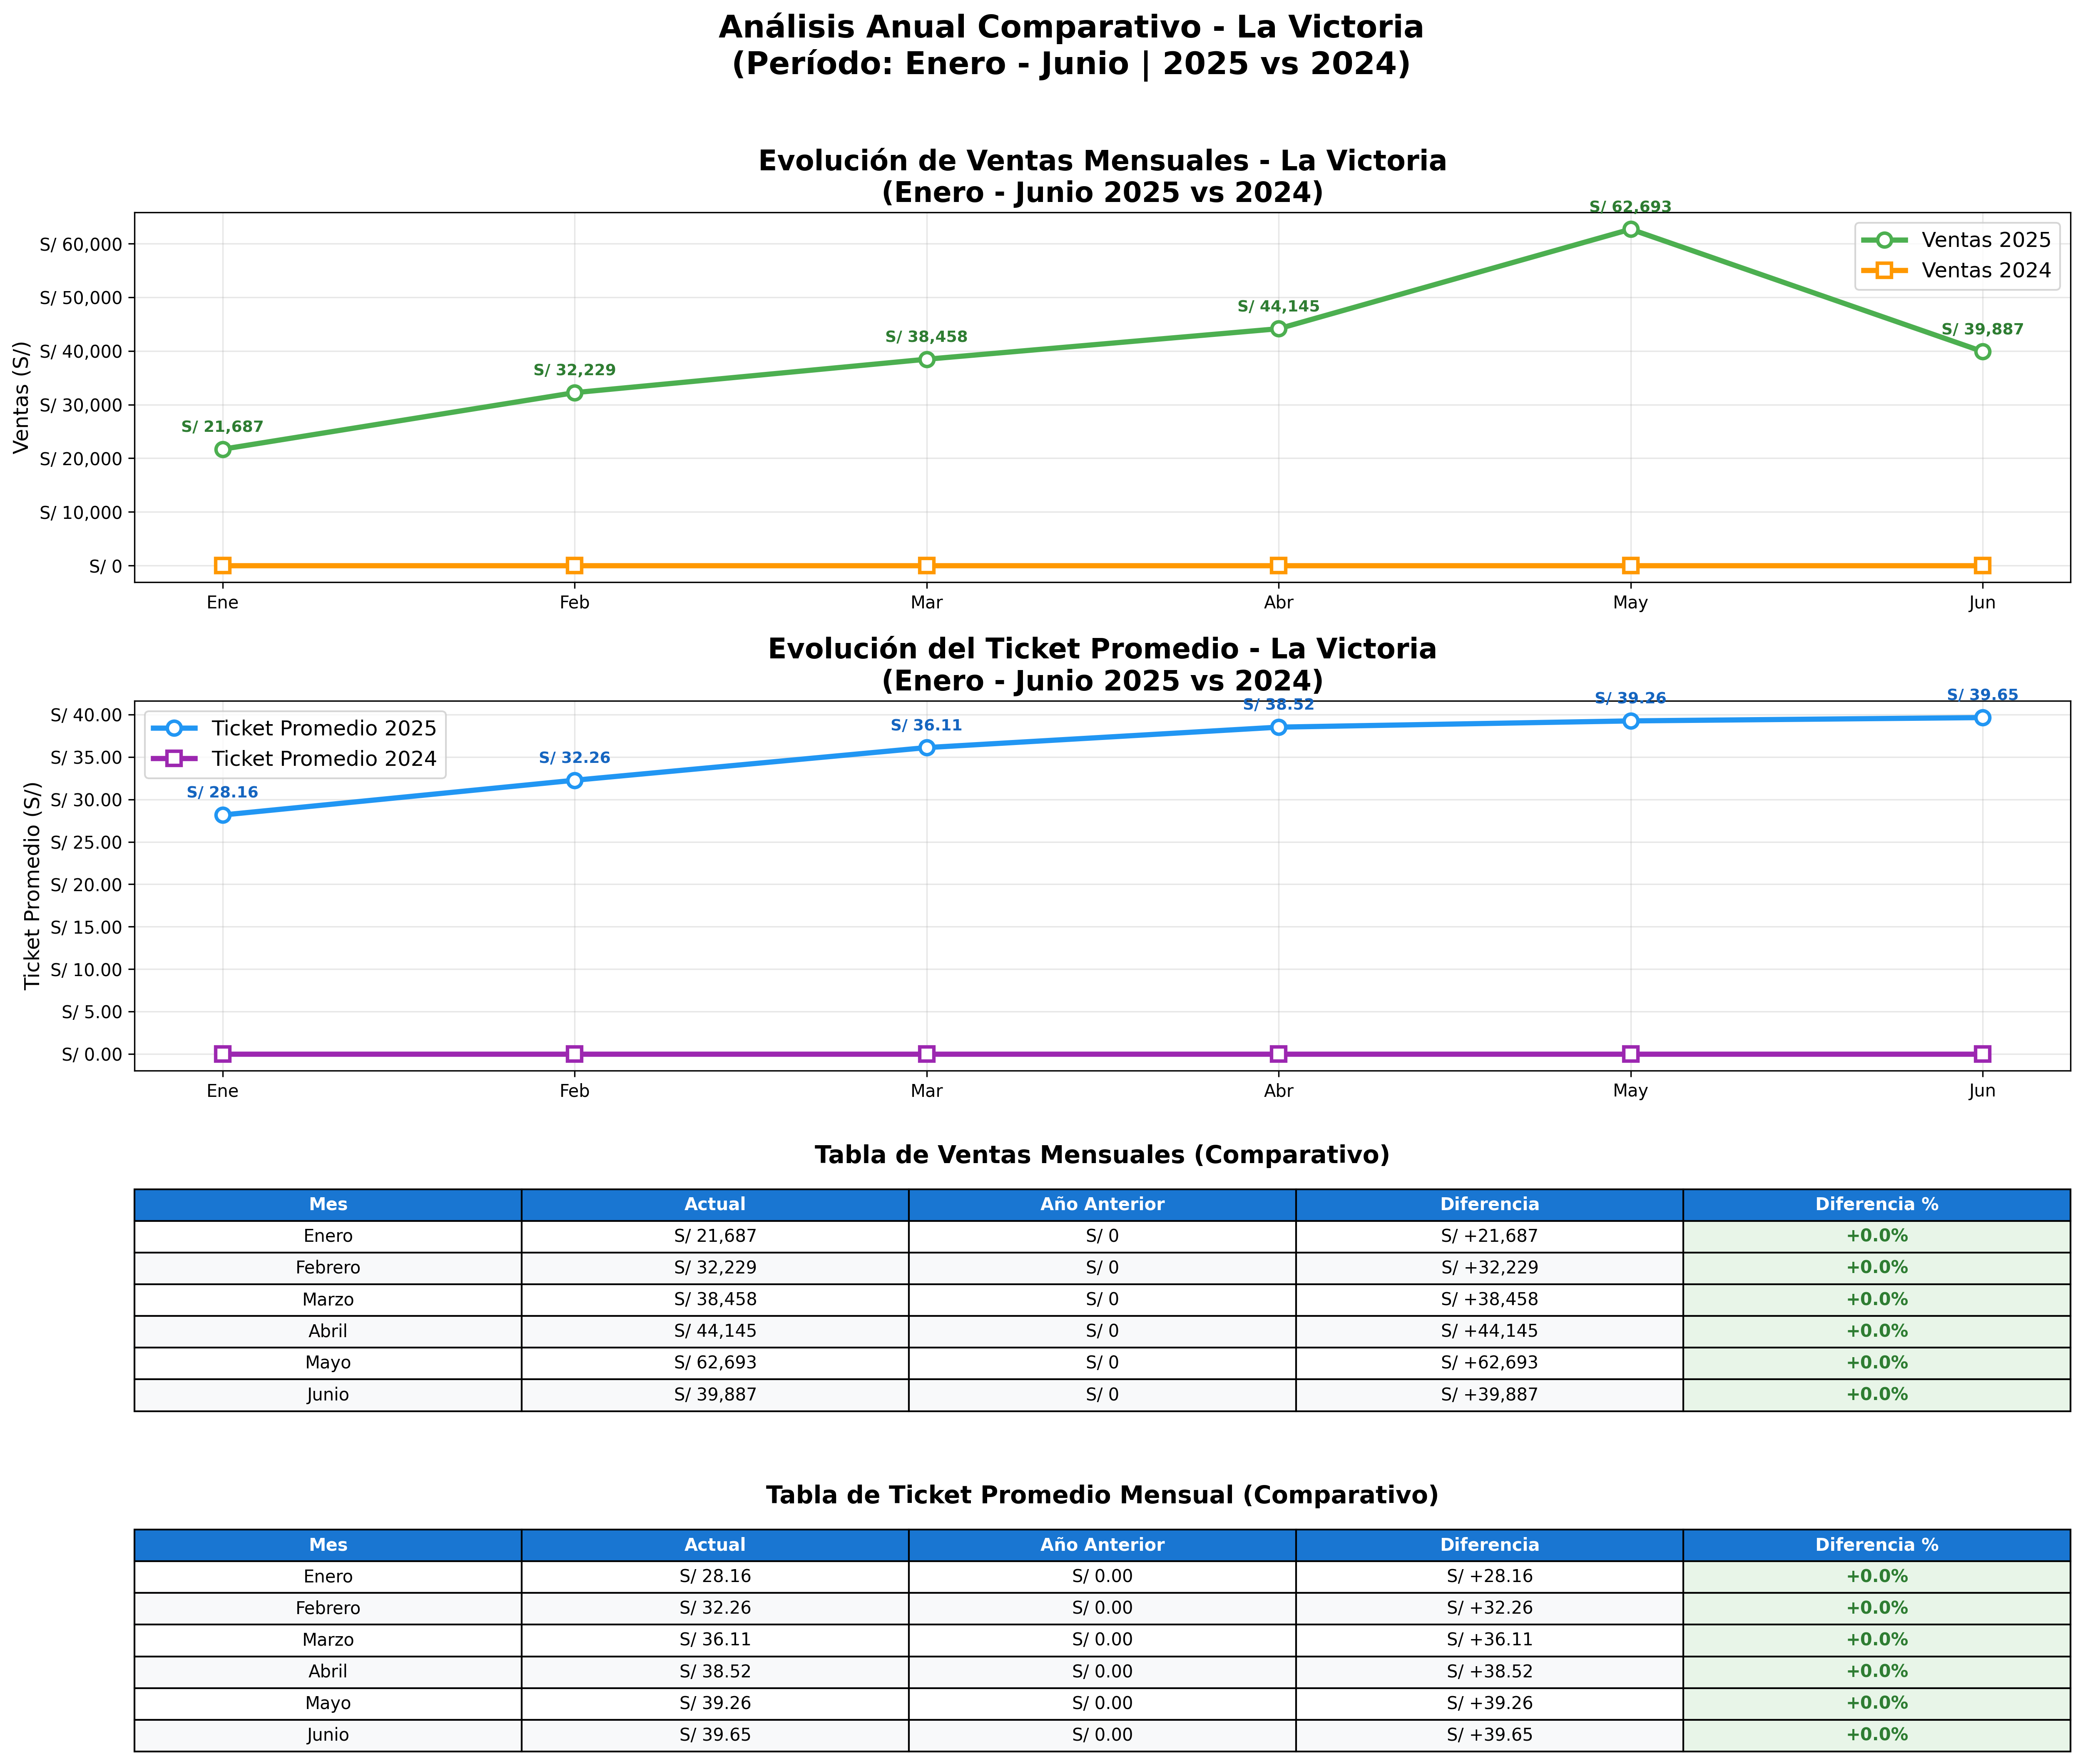 Análisis Anual Comparativo - La Victoria
(Período: Enero - Junio | 2025 vs 2024)
Evolución de Ventas Mensuales - La Victoria
(Enero - Junio 2025 vs 2024)
Ventas (S/)
S/ 60,000
S/ 50,000
S/ 40,000
S/ 30,000
S/ 20,000
S/ 10,000
S/ 0
S/ 21,687
S/ 32,229
S/ 38,458
S/ 44,145
S/ 62,693
S/ 39,887
Ventas 2025
Ventas 2024
Ene Feb Mar Abr May Jun
Evolución del Ticket Promedio - La Victoria
(Enero - Junio 2025 vs 2024)
Ticket Promedio (S/)
S/ 40.00
S/ 35.00
S/ 30.00
S/ 25.00
S/ 20.00
S/ 15.00
S/ 10.00
S/ 5.00
S/ 0.00
Ticket Promedio 2025
Ticket Promedio 2024
S/ 28.16
S/ 32.26
S/ 36.11
S/ 38.52
S/ 39.26
S/ 39.65
Ene Feb Mar Abr May Jun
Tabla de Ventas Mensuales (Comparativo)
Mes Actual Año Anterior Diferencia Diferencia %
Enero S/ 21,687 S/ 0 S/ +21,687 +0.0%
Febrero S/ 32,229 S/ 0 S/ +32,229 +0.0%
Marzo S/ 38,458 S/ 0 S/ +38,458 +0.0%
Abril S/ 44,145 S/ 0 S/ +44,145 +0.0%
Mayo S/ 62,693 S/ 0 S/ +62,693 +0.0%
Junio S/ 39,887 S/ 0 S/ +39,887 +0.0%
Tabla de Ticket Promedio Mensual (Comparativo)
Mes Actual Año Anterior Diferencia Diferencia %
Enero S/ 28.16 S/ 0.00 S/ +28.16 +0.0%
Febrero S/ 32.26 S/ 0.00 S/ +32.26 +0.0%
Marzo S/ 36.11 S/ 0.00 S/ +36.11 +0.0%
Abril S/ 38.52 S/ 0.00 S/ +38.52 +0.0%
Mayo S/ 39.26 S/ 0.00 S/ +39.26 +0.0%
Junio S/ 39.65 S/ 0.00 S/ +39.65 +0.0%